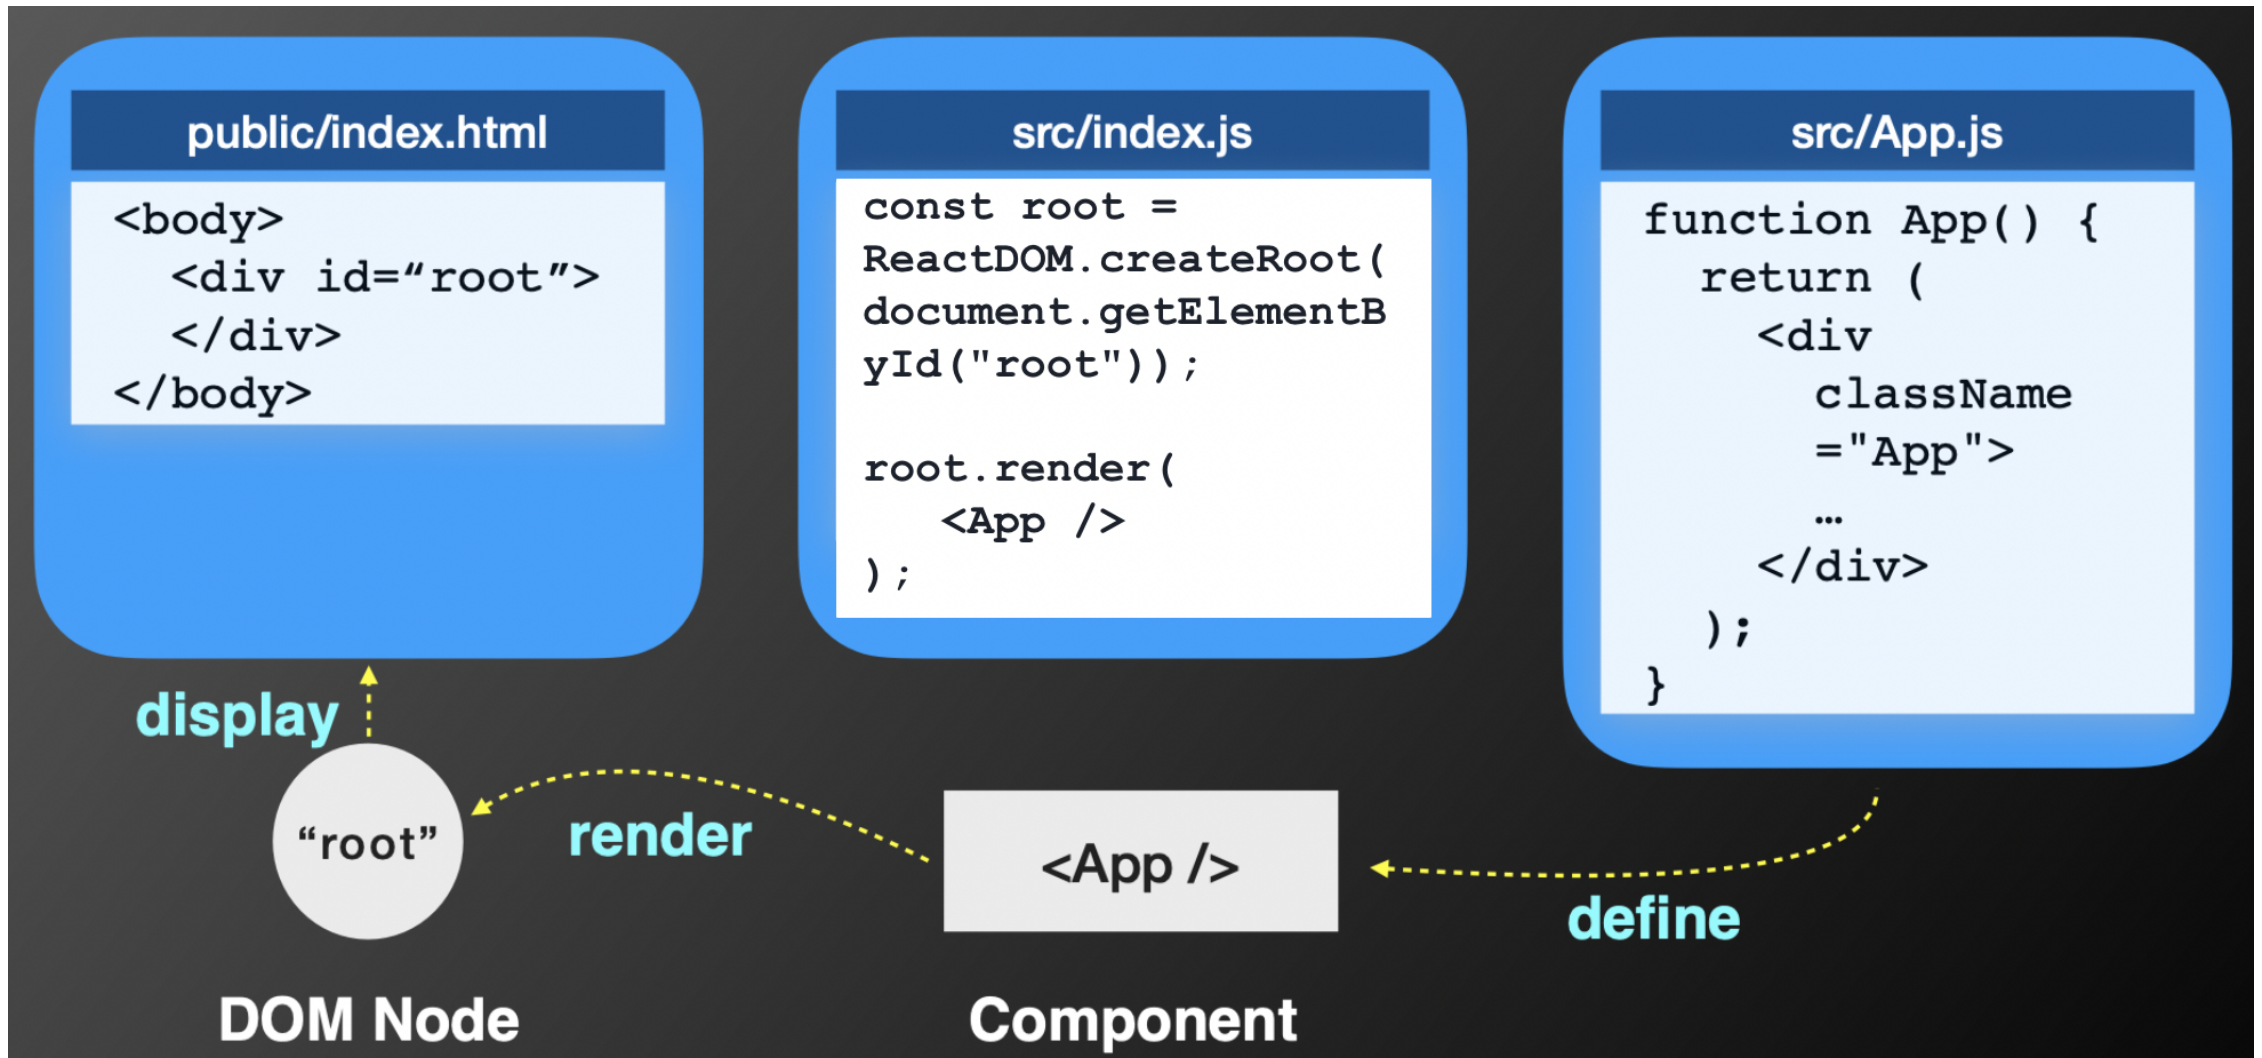 public/index.html
<body>
<div id=“root”>
</div>
</body>
src/index.js
const root =
ReactDOM.createRoot(
document.getElementB
yId("root"));
root.render(
<App />
);
src/App.js
function App() {
return (
<div
className
="App">
…
</div>
);
}
display
“root”
DOM Node
render
<App />
Component
define